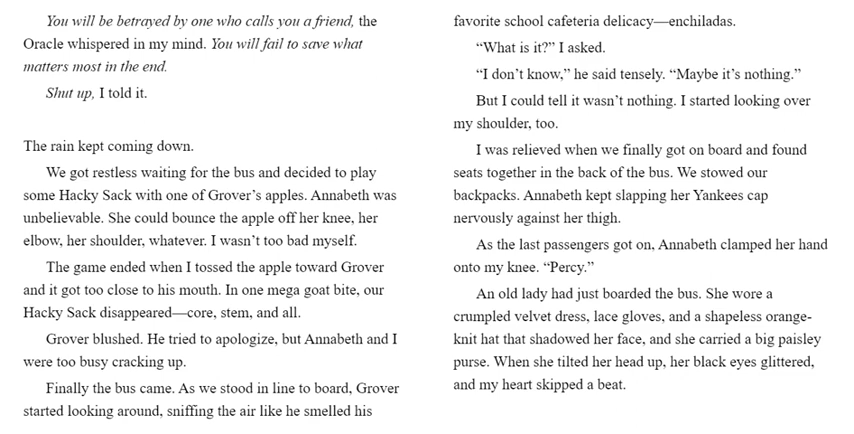 You will be betrayed by one who calls you a friend, the
Oracle whispered in my mind. You will fail to save what
matters most in the end.
Shut up, I told it.
The rain kept coming down.
We got restless waiting for the bus and decided to play
some Hacky Sack with one of Grover’s apples. Annabeth was
unbelievable. She could bounce the apple off her knee, her
elbow, her shoulder, whatever. I wasn’t too bad myself.
The game ended when I tossed the apple toward Grover
and it got too close to his mouth. In one mega goat bite, our
Hacky Sack disappeared—core, stem, and all.
Grover blushed. He tried to apologize, but Annabeth and I
were too busy cracking up.
Finally the bus came. As we stood in line to board, Grover
started looking around, sniffing the air like he smelled his
favorite school cafeteria delicacy—enchiladas.
“What is it?” I asked.
“I don’t know,” he said tensely. “Maybe it’s nothing.”
But I could tell it wasn’t nothing. I started looking over
my shoulder, too.
I was relieved when we finally got on board and found
seats together in the back of the bus. We stowed our
backpacks. Annabeth kept slapping her Yankees cap
nervously against her thigh.
As the last passengers got on, Annabeth clamped her hand
onto my knee. “Percy.”
An old lady had just boarded the bus. She wore a
crumpled velvet dress, lace gloves, and a shapeless orange-
knit hat that shadowed her face, and she carried a big paisley
purse. When she tilted her head up, her black eyes glittered,
and my heart skipped a beat.